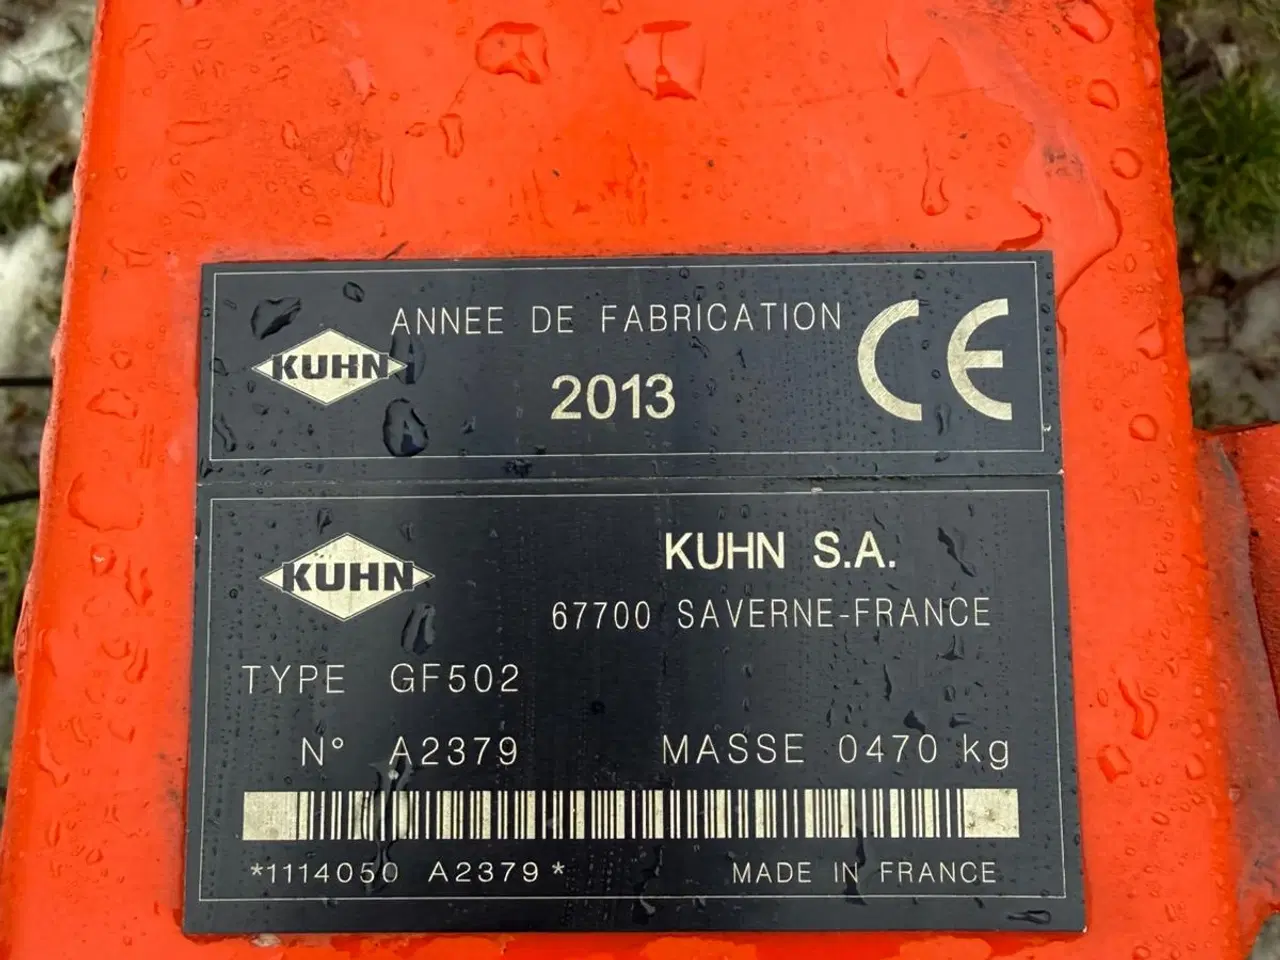 ANNEE DE FABRICATION
KUHN
2013
CE
KUHN
KUHN S.A.
67700 SAVERNE-FRANCE
TYPE GF502
N° A2379 MASSE 0470 kg
*1114050 A2379*
MADE IN FRANCE